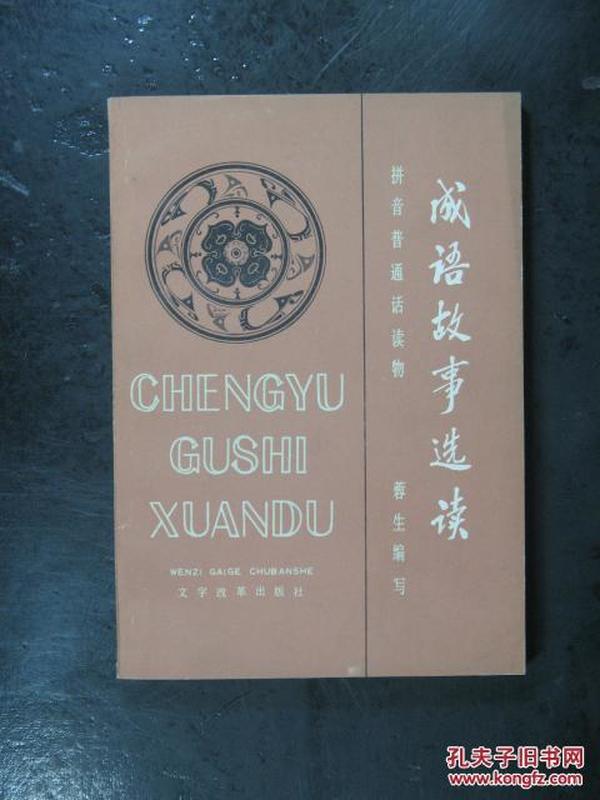 成语故事选读
拼音普通话读物
蓉生编写
CHENGYU
GUSHI
XUANDU
WENZI GAIGE CHUBANSHE
文字改革出版社
孔夫子旧书网
www.kongfz.com